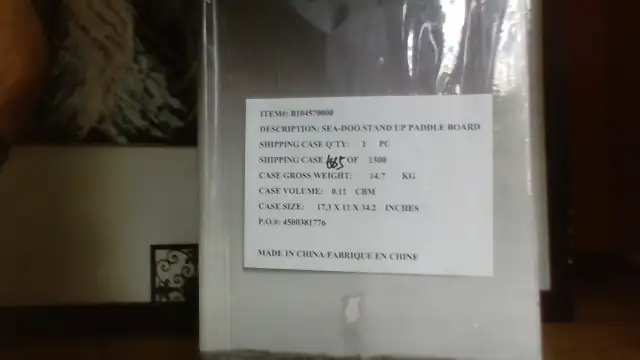 ITEM#: B104570000
DESCRIPTION: SEA-DOO STAND UP PADDLE BOARD
SHIPPING CASE Q'TY: 1 PC
SHIPPING CASE OF 1300
CASE GROSS WEIGHT: 14.7 KG
CASE VOLUME: 0.11 CBM
CASE SIZE: 17.3 X 11 X 34.2 INCHES
P.O.#: 4500381776
MADE IN CHINA/FABRIQUE EN CHINE